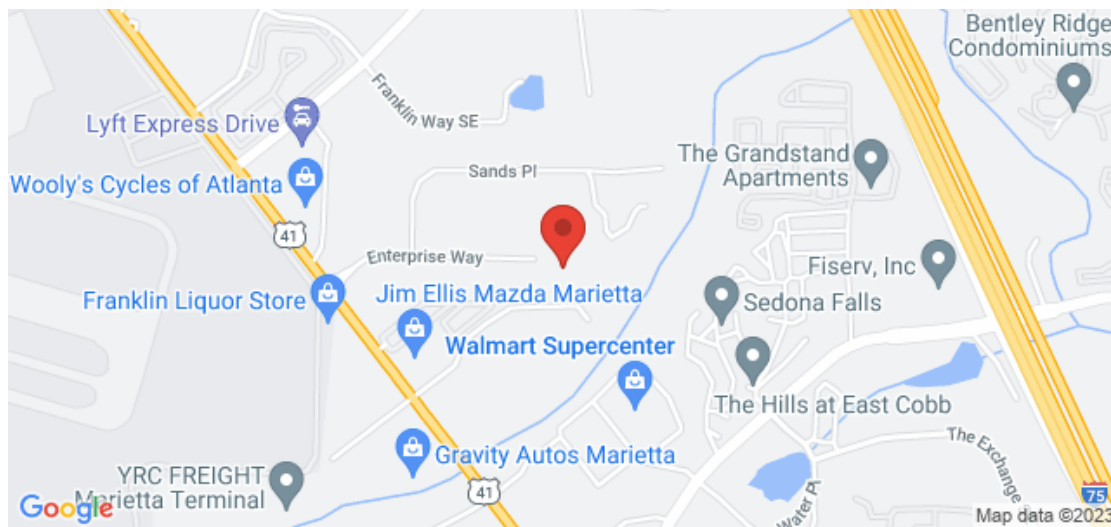 Bentley Ridge
Condominiums
Franklin Way SE
Lyft Express Drive
Sands Pl
The Grandstand
Apartments
Wooly's Cycles of Atlanta
41
Enterprise Way
Fiserv, Inc
Franklin Liquor Store
Jim Ellis Mazda Marietta
Sedona Falls
Walmart Supercenter
The Hills at East Cobb
The Exchange
Gravity Autos Marietta
YRC FREIGHT
Marietta Terminal
41
Water Pl
75
Google
Map data ©2023